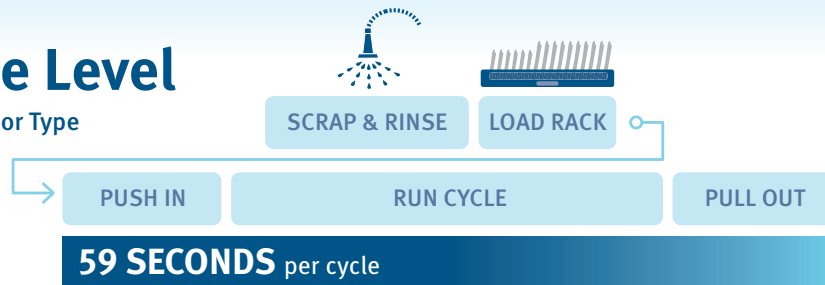 e Level
or Type
SCRAP & RINSE
LOAD RACK
PUSH IN
RUN CYCLE
PULL OUT
59 SECONDS per cycle